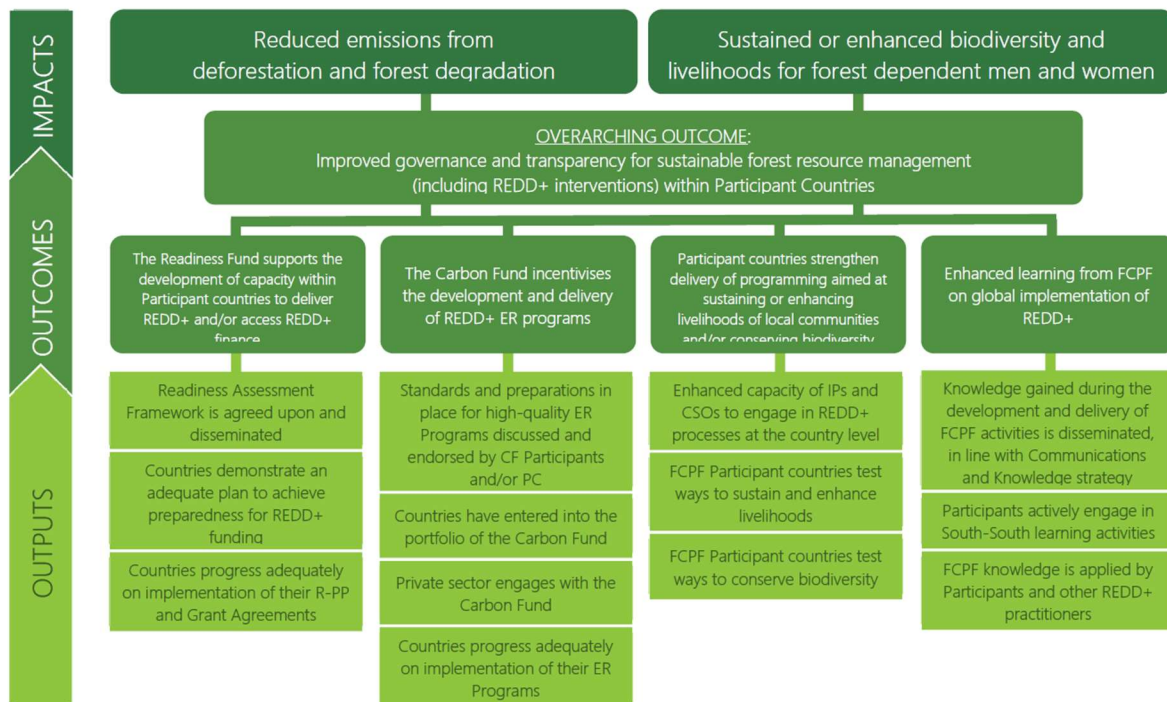 IMPACTS
Reduced emissions from
deforestation and forest degradation
Sustained or enhanced biodiversity and
livelihoods for forest dependent men and women
OVERARCHING OUTCOME:
Improved governance and transparency for sustainable forest resource management
(including REDD+ interventions) within Participant Countries
OUTCOMES
The Readiness Fund supports the
development of capacity within
Participant countries to deliver
REDD+ and/or access REDD+
finance
The Carbon Fund incentivises
the development and delivery
of REDD+ ER programs
Participant countries strengthen
delivery of programming aimed at
sustaining or enhancing
livelihoods of local communities
and/or conserving biodiversity
Enhanced learning from FCPF
on global implementation of
REDD+
OUTPUTS
Readiness Assessment
Framework is agreed upon and
disseminated
Countries demonstrate an
adequate plan to achieve
preparedness for REDD+
funding
Countries progress adequately
on implementation of their R-PP
and Grant Agreements
Standards and preparations in
place for high-quality ER
Programs discussed and
endorsed by CF Participants
and/or PC
Countries have entered into the
portfolio of the Carbon Fund
Private sector engages with the
Carbon Fund
Countries progress adequately
on implementation of their ER
Programs
Enhanced capacity of IPs and
CSOs to engage in REDD+
processes at the country level
FCPF Participant countries test
ways to sustain and enhance
livelihoods
FCPF Participant countries test
ways to conserve biodiversity
Knowledge gained during the
development and delivery of
FCPF activities is disseminated,
in line with Communications
and Knowledge strategy
Participants actively engage in
South-South learning activities
FCPF knowledge is applied by
Participants and other REDD+
practitioners